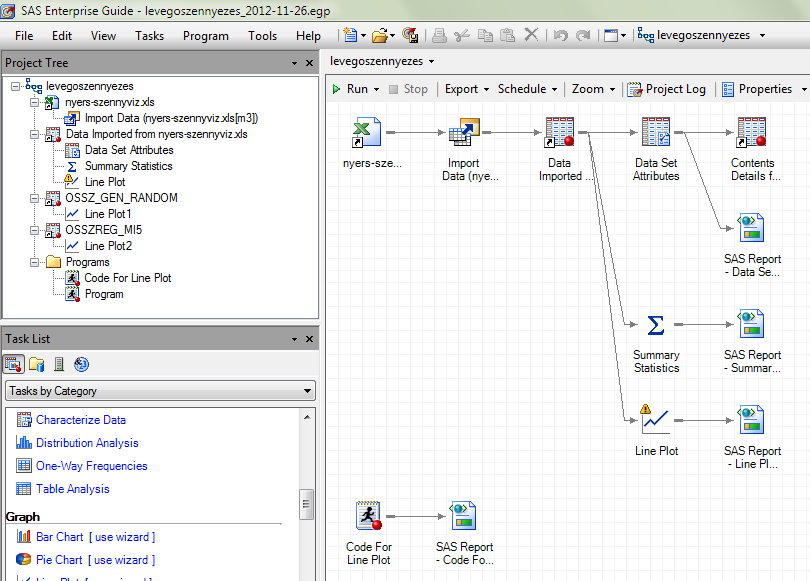 SAS Enterprise Guide - levegoszennyezes_2012-11-26.egp
File Edit View Tasks Program Tools Help levegoszennyezes
Project Tree
levegoszennyezes
nyers-szennyviz.xls
Import Data (nyers-szennyviz.xls[m3])
Data Imported from nyers-szennyviz.xls
Data Set Attributes
Summary Statistics
Line Plot
OSSZ_GEN_RANDOM
Line Plot1
OSSZREG_MI5
Line Plot2
Programs
Code For Line Plot
Program
Task List
Tasks by Category
Characterize Data
Distribution Analysis
One-Way Frequencies
Table Analysis
Graph
Bar Chart [ use wizard ]
Pie Chart [ use wizard ]
Line Plot [ use wizard ]
levegoszennyezes
Run Stop Export Schedule Zoom Project Log Properties
nyers-sze...
Import
Data (nye...
Data
Imported ...
Data Set
Attributes
Contents
Details f...
SAS Report
- Data Se...
Summary
Statistics
SAS Report
- Summar...
Line Plot
SAS Report
- Line Pl...
Code For
Line Plot
SAS Report
- Code Fo...